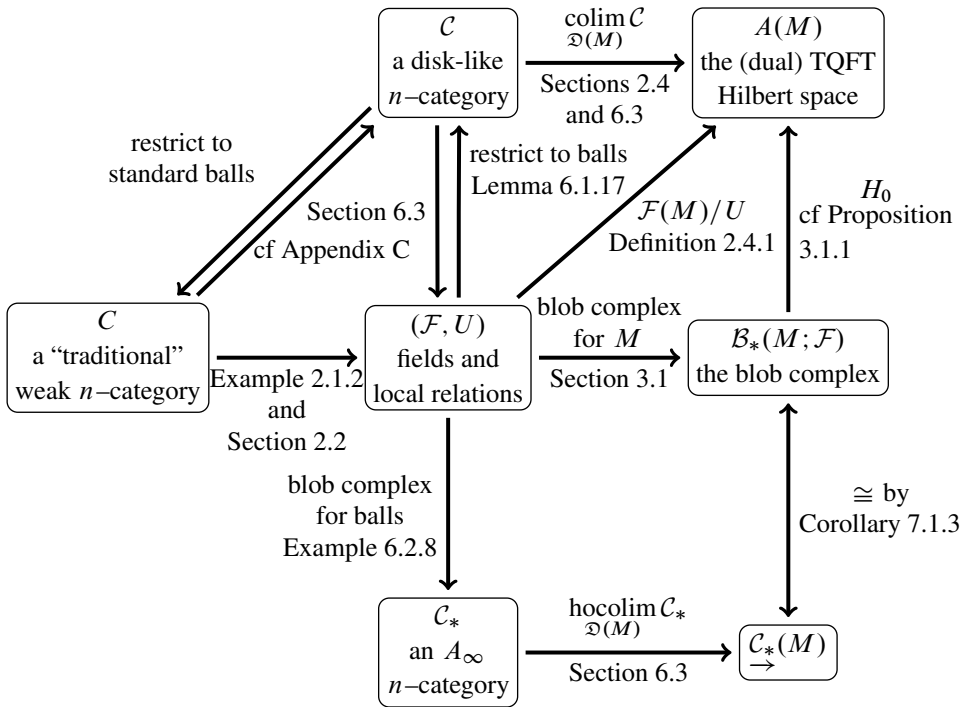 𝒞
a disk-like
n–category
colim 𝒞
𝔇(M)
Sections 2.4
and 6.3
A(M)
the (dual) TQFT
Hilbert space
restrict to
standard balls
Section 6.3
cf Appendix C
restrict to balls
Lemma 6.1.17
ℱ(M)/U
Definition 2.4.1
H₀
cf Proposition
3.1.1
C
a “traditional”
weak n–category
Example 2.1.2
and
Section 2.2
(ℱ, U)
fields and
local relations
blob complex
for M
Section 3.1
ℬ∗(M; ℱ)
the blob complex
blob complex
for balls
Example 6.2.8
≅ by
Corollary 7.1.3
𝒞∗
an A∞
n–category
hocolim 𝒞∗
𝔇(M)
Section 6.3
𝒞∗(M)
→